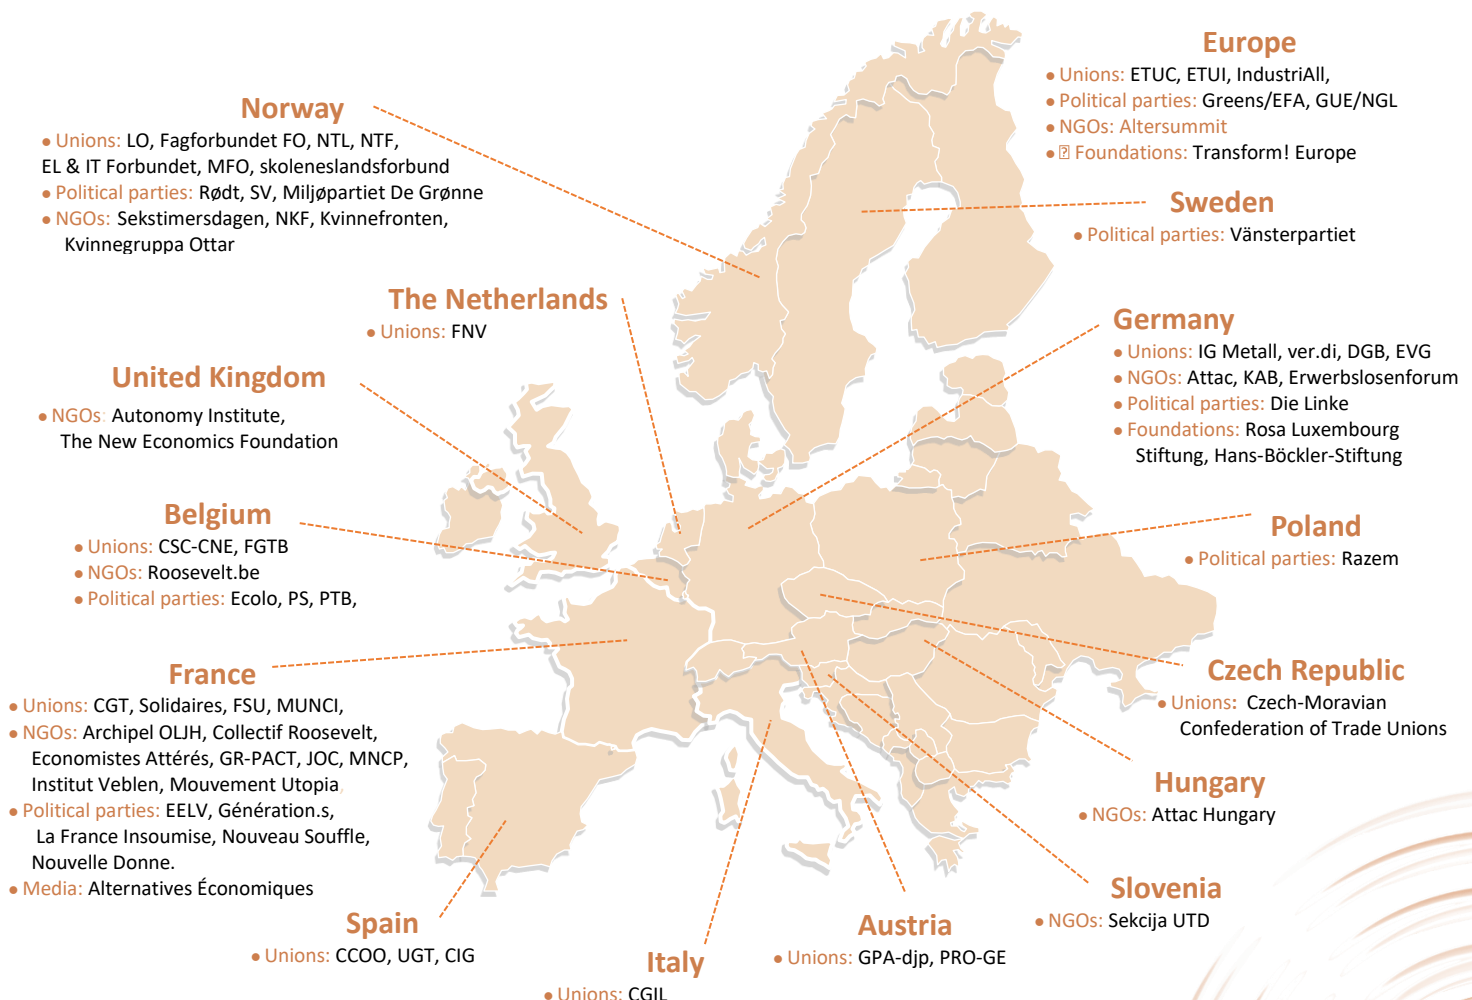 Europe
● Unions: ETUC, ETUI, IndustriAll,
● Political parties: Greens/EFA, GUE/NGL
● NGOs: Altersummit
● Foundations: Transform! Europe
Norway
● Unions: LO, Fagforbundet FO, NTL, NTF,
EL & IT Forbundet, MFO, skoleneslandsforbund
● Political parties: Rødt, SV, Miljøpartiet De Grønne
● NGOs: Sekstimersdagen, NKF, Kvinnefronten,
Kvinnegruppa Ottar
Sweden
● Political parties: Vänsterpartiet
The Netherlands
● Unions: FNV
Germany
● Unions: IG Metall, ver.di, DGB, EVG
● NGOs: Attac, KAB, Erwerbslosenforum
● Political parties: Die Linke
● Foundations: Rosa Luxembourg
Stiftung, Hans-Böckler-Stiftung
United Kingdom
● NGOs: Autonomy Institute,
The New Economics Foundation
Belgium
● Unions: CSC-CNE, FGTB
● NGOs: Roosevelt.be
● Political parties: Ecolo, PS, PTB,
Poland
● Political parties: Razem
France
● Unions: CGT, Solidaires, FSU, MUNCI,
● NGOs: Archipel OLJH, Collectif Roosevelt,
Economistes Attérés, GR-PACT, JOC, MNCP,
Institut Veblen, Mouvement Utopia,
● Political parties: EELV, Génération.s,
La France Insoumise, Nouveau Souffle,
Nouvelle Donne.
● Media: Alternatives Économiques
Czech Republic
● Unions: Czech-Moravian
Confederation of Trade Unions
Hungary
● NGOs: Attac Hungary
Slovenia
● NGOs: Sekcija UTD
Spain
● Unions: CCOO, UGT, CIG
Austria
● Unions: GPA-djp, PRO-GE
Italy
● Unions: CGIL